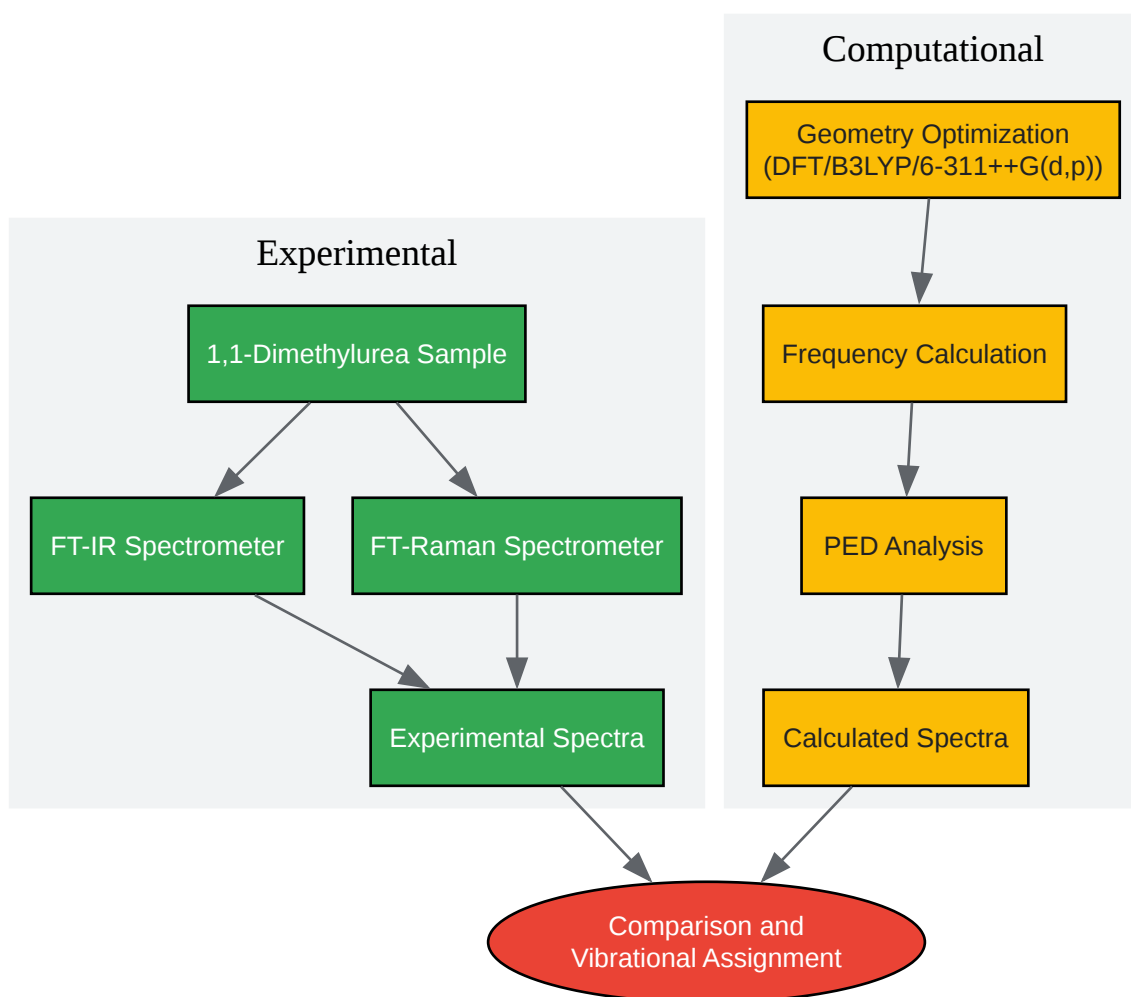 Computational
Geometry Optimization
(DFT/B3LYP/6-311++G(d,p))
Experimental
1,1-Dimethylurea Sample
Frequency Calculation
FT-IR Spectrometer
FT-Raman Spectrometer
PED Analysis
Experimental Spectra
Calculated Spectra
Comparison and
Vibrational Assignment